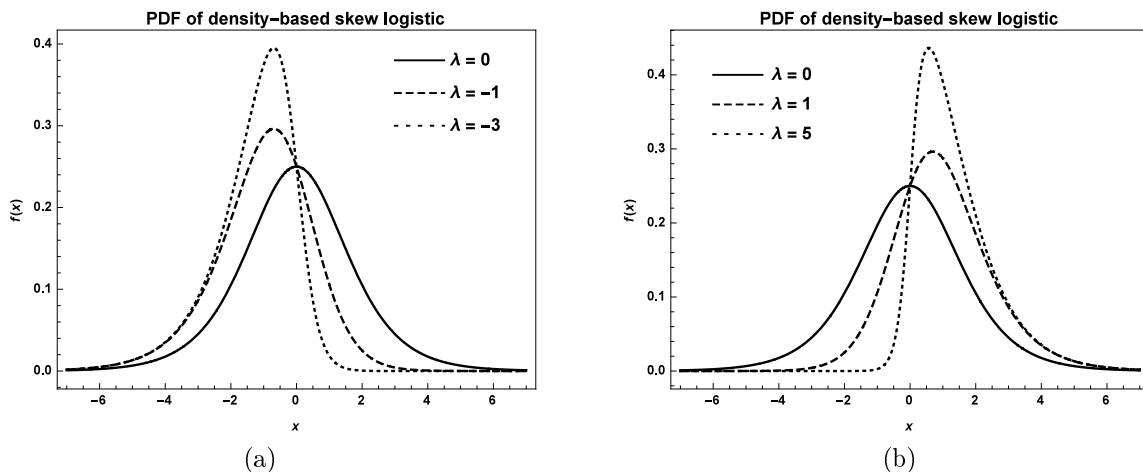 PDF of density-based skew logistic
f(x)
0.4
0.3
0.2
0.1
0.0
λ = 0
λ = -1
λ = -3
-6 -4 -2 0 2 4 6
x
(a)
PDF of density-based skew logistic
f(x)
0.4
0.3
0.2
0.1
0.0
λ = 0
λ = 1
λ = 5
-6 -4 -2 0 2 4 6
x
(b)